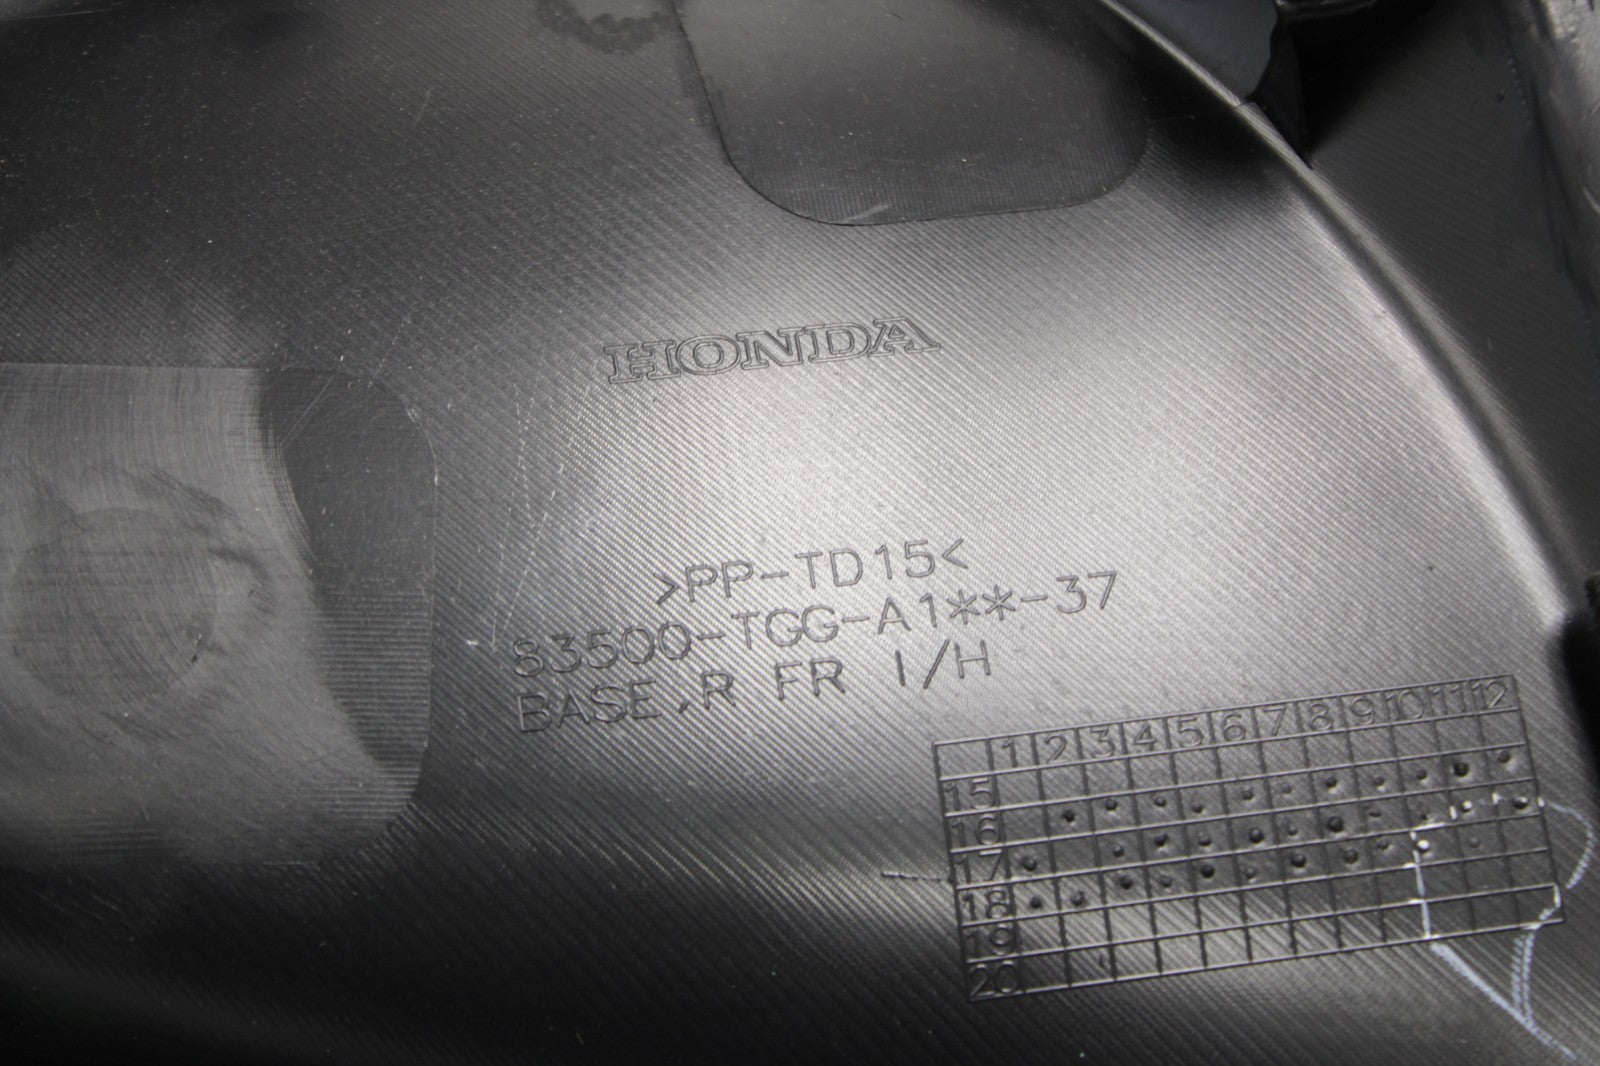 HONDA
>PP-TD15<
83500-TGG-A1**-37
BASE,R FR I/H
1 2 3 4 5 6 7 8 9 10 11 12
15
16
17
18
19
20